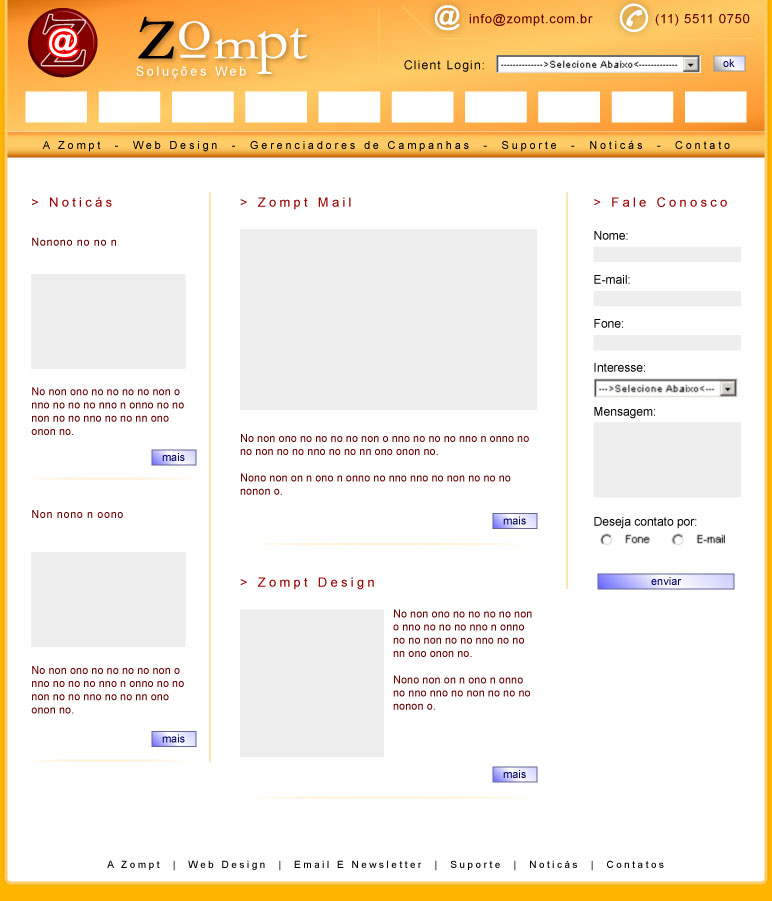 Zompt
Soluções Web
info@zompt.com.br
(11) 5511 0750
Client Login:
-------------->Selecione Abaixo<-------------
ok
A Zompt - Web Design - Gerenciadores de Campanhas - Suporte - Noticás - Contato
> Noticás
Nonono no no n
No non ono no no no no non o
nno no no no nno n onno no no
non no no nno no no nn ono
onon no.
mais
Non nono n oono
No non ono no no no no non o
nno no no no nno n onno no no
non no no nno no no nn ono
onon no.
mais
> Zompt Mail
No non ono no no no no non o nno no no no nno n onno no
no non no no nno no no nn ono onon no.
Nono non on n ono n onno no nno nno no non no no no
nonon o.
mais
> Zompt Design
No non ono no no no no non
o nno no no no nno n onno
no no non no no nno no no
nn ono onon no.
Nono non on n ono n onno
no nno nno no non no no no
nonon o.
mais
> Fale Conosco
Nome:
E-mail:
Fone:
Interesse:
--->Selecione Abaixo<---
Mensagem:
Deseja contato por:
Fone E-mail
enviar
A Zompt | Web Design | Email E Newsletter | Suporte | Noticás | Contatos